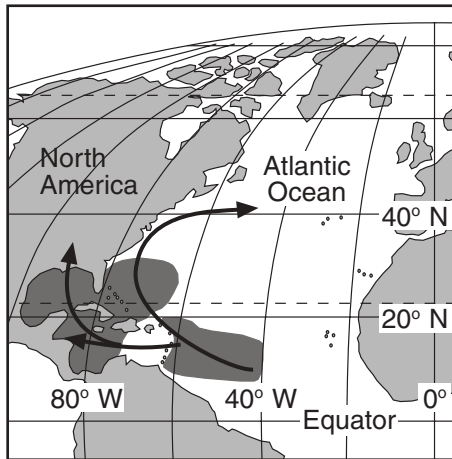 North
America
Atlantic
Ocean
40° N
20° N
80° W
40° W
0°
Equator